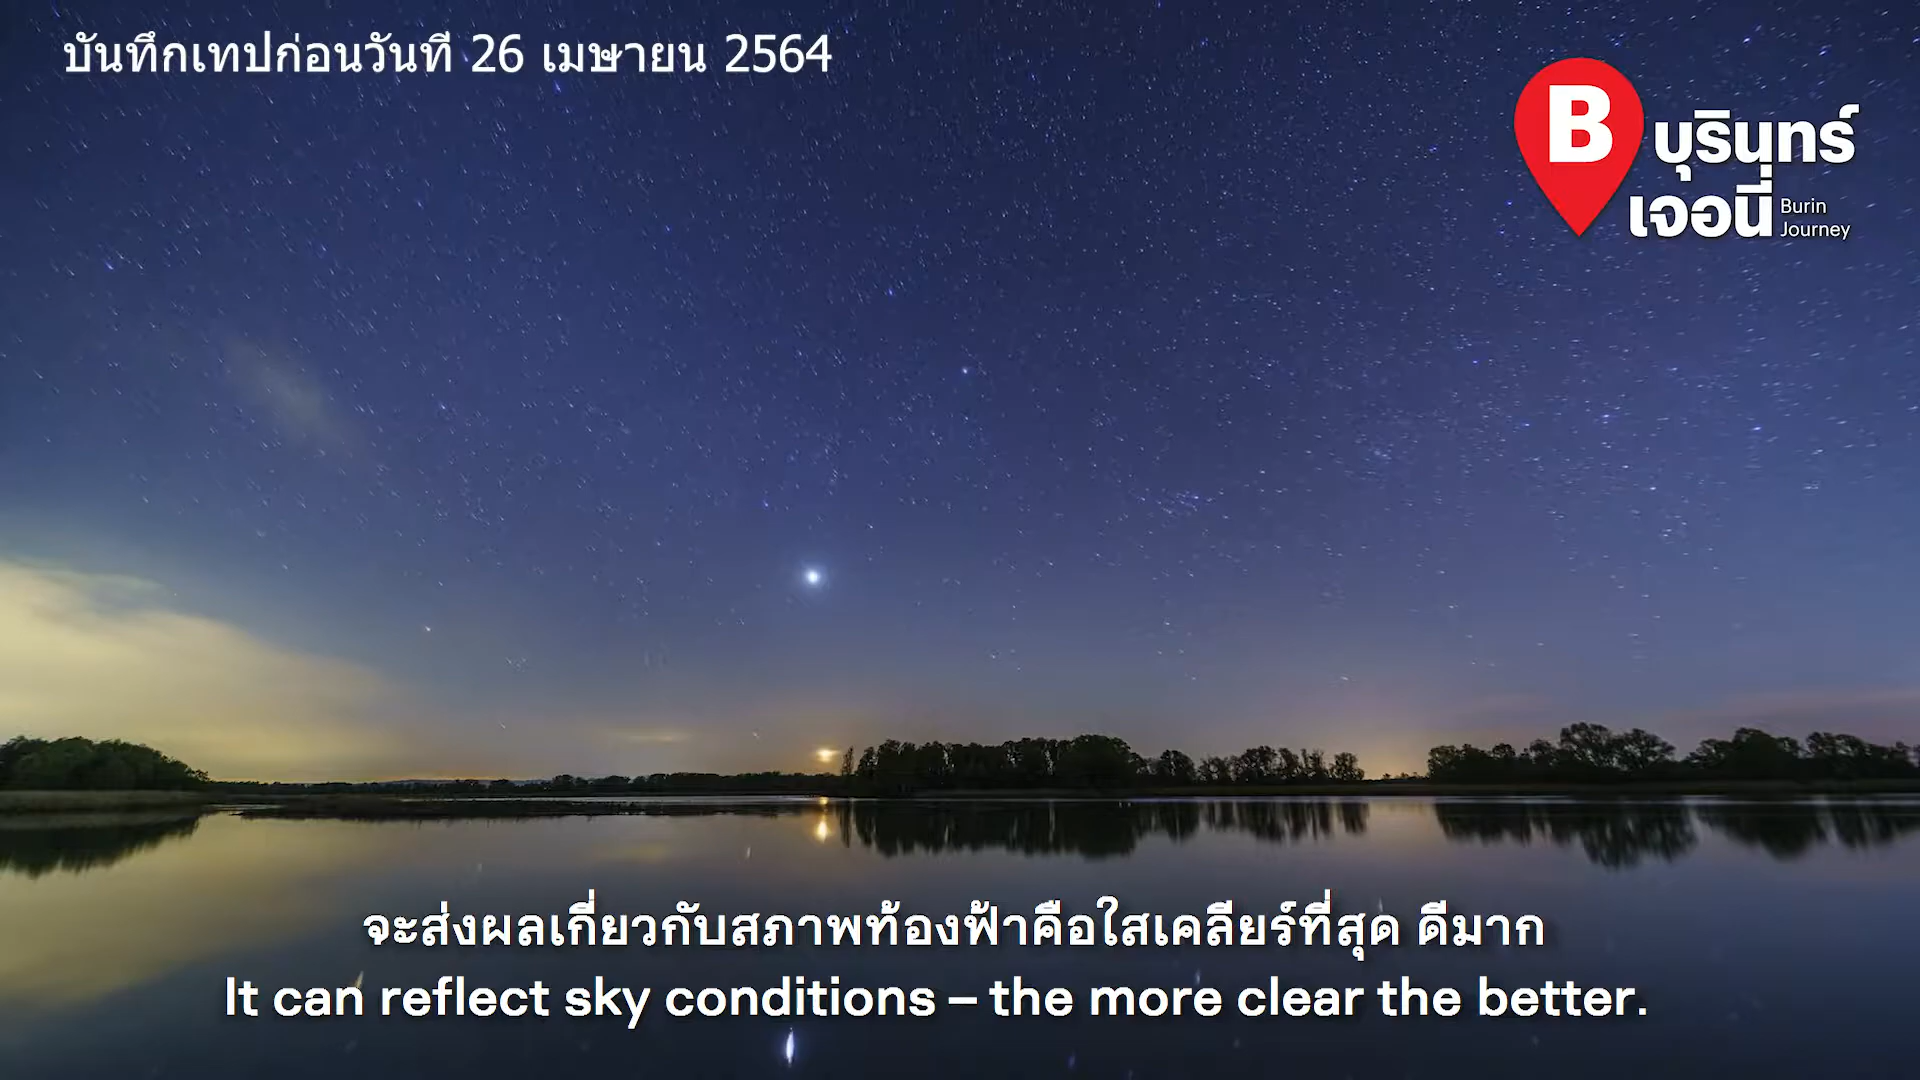 บันทึกเทปก่อนวันที่ 26 เมษายน 2564
B
บุรินทร์
เจอนี่
Burin
Journey
จะส่งผลเกี่ยวกับสภาพท้องฟ้าคือใสเคลียร์ที่สุด ดีมาก
It can reflect sky conditions – the more clear the better.